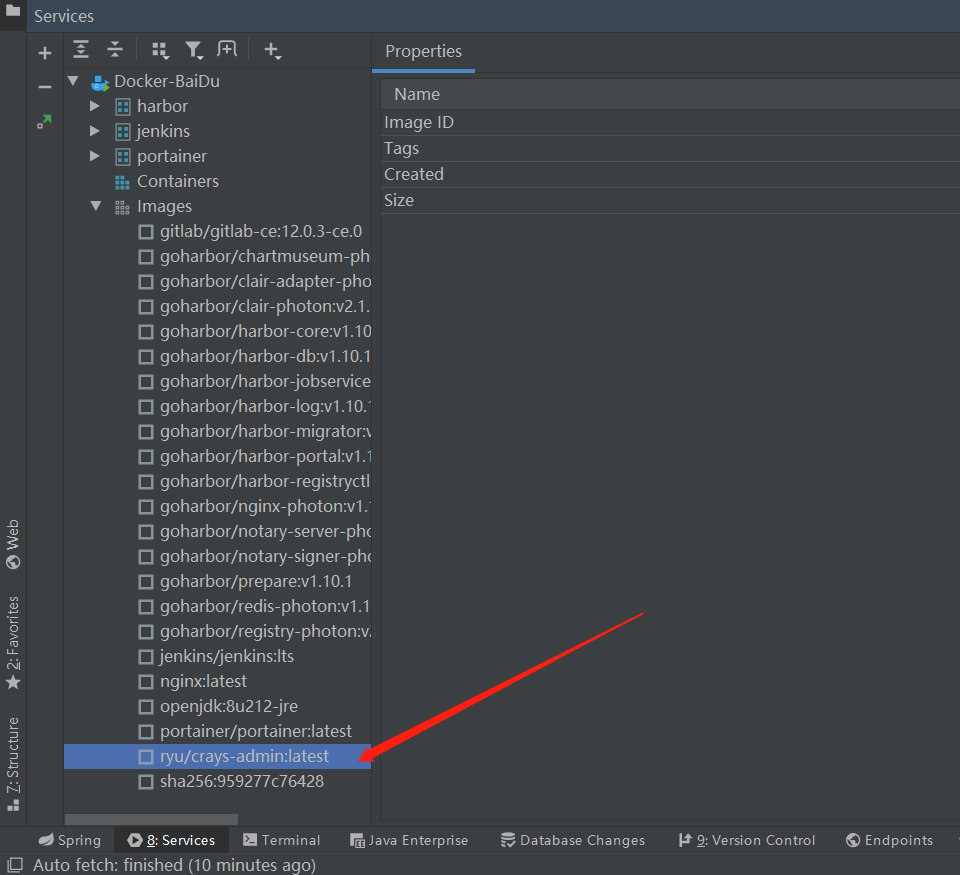 Services
Docker-BaiDu
harbor
jenkins
portainer
Containers
Images
gitlab/gitlab-ce:12.0.3-ce.0
goharbor/chartmuseum-ph
goharbor/clair-adapter-pho
goharbor/clair-photon:v2.1.
goharbor/harbor-core:v1.10
goharbor/harbor-db:v1.10.1
goharbor/harbor-jobservice
goharbor/harbor-log:v1.10.1
goharbor/harbor-migrator:v
goharbor/harbor-portal:v1.1
goharbor/harbor-registryctl
goharbor/nginx-photon:v1.1
goharbor/notary-server-pho
goharbor/notary-signer-pho
goharbor/prepare:v1.10.1
goharbor/redis-photon:v1.1
goharbor/registry-photon:v.
jenkins/jenkins:lts
nginx:latest
openjdk:8u212-jre
portainer/portainer:latest
ryu/crays-admin:latest
sha256:959277c76428
Properties
Name
Image ID
Tags
Created
Size
Web
2: Favorites
7: Structure
Spring
8: Services
Terminal
Java Enterprise
Database Changes
9: Version Control
Endpoints
Auto fetch: finished (10 minutes ago)